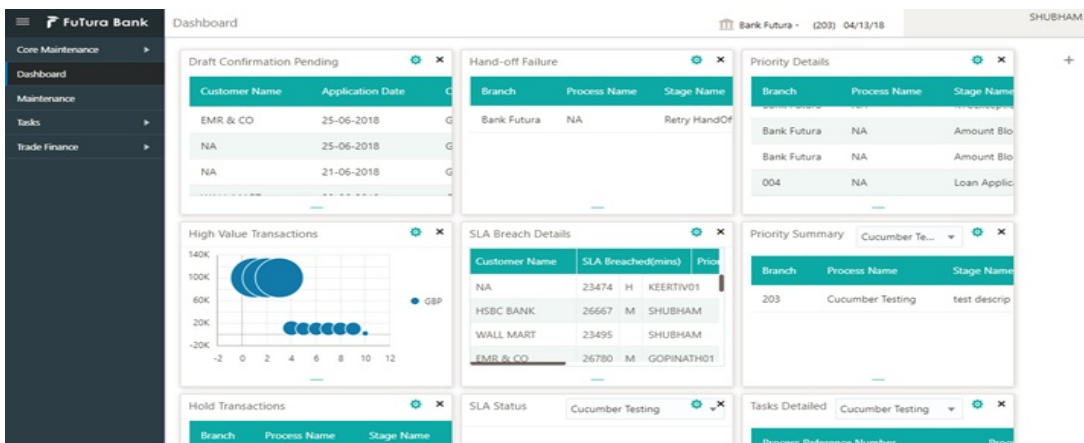 FuTura Bank
Dashboard
Bank Futura - (203) 04/13/18
SHUBHAM
Core Maintenance
Dashboard
Maintenance
Tasks
Trade Finance
Draft Confirmation Pending
Customer Name Application Date
EMR & CO 25-06-2018 G
NA 25-06-2018 G
NA 21-06-2018 G
Hand-off Failure
Branch Process Name Stage Name
Bank Futura NA Retry HandOf
Priority Details
Branch Process Name Stage Name
Bank Futura NA Amount Blo
Bank Futura NA Amount Blo
004 NA Loan Applic
High Value Transactions
140K
100K
60K
20K
-20K
-2 0 2 4 6 8 10 12
GBP
SLA Breach Details
Customer Name SLA Breached(mins) Prior
NA 23474 H KEERTIV01
HSBC BANK 26667 M SHUBHAM
WALL MART 23495 SHUBHAM
EMR & CO 26780 M GOPINATH01
Priority Summary Cucumber Te...
Branch Process Name Stage Name
203 Cucumber Testing test descrip
Hold Transactions
Branch Process Name Stage Name
SLA Status Cucumber Testing
Tasks Detailed Cucumber Testing
Process Reference Number Proc